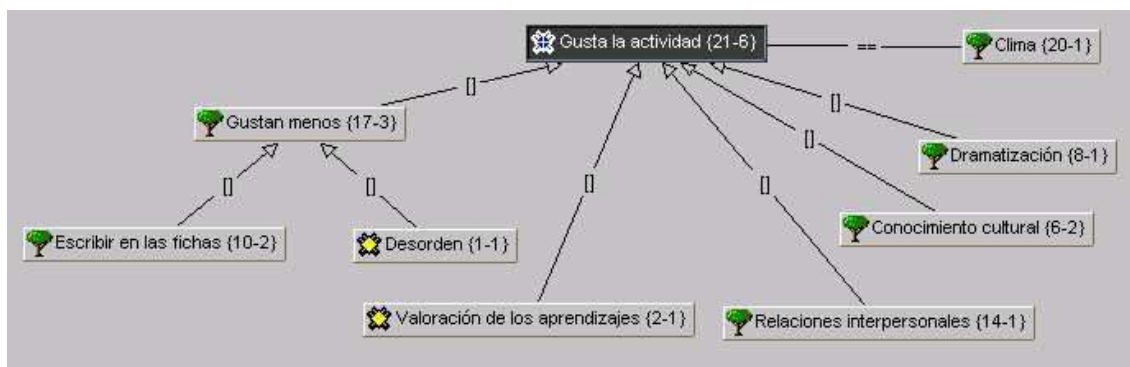 Gusta la actividad {21-6}
==
Clima {20-1}
[]
[]
Gustan menos {17-3}
[]
Dramatización {8-1}
[]
[]
[]
[]
Conocimiento cultural {6-2}
Escribir en las fichas {10-2}
Desorden {1-1}
Valoración de los aprendizajes {2-1}
Relaciones interpersonales {14-1}